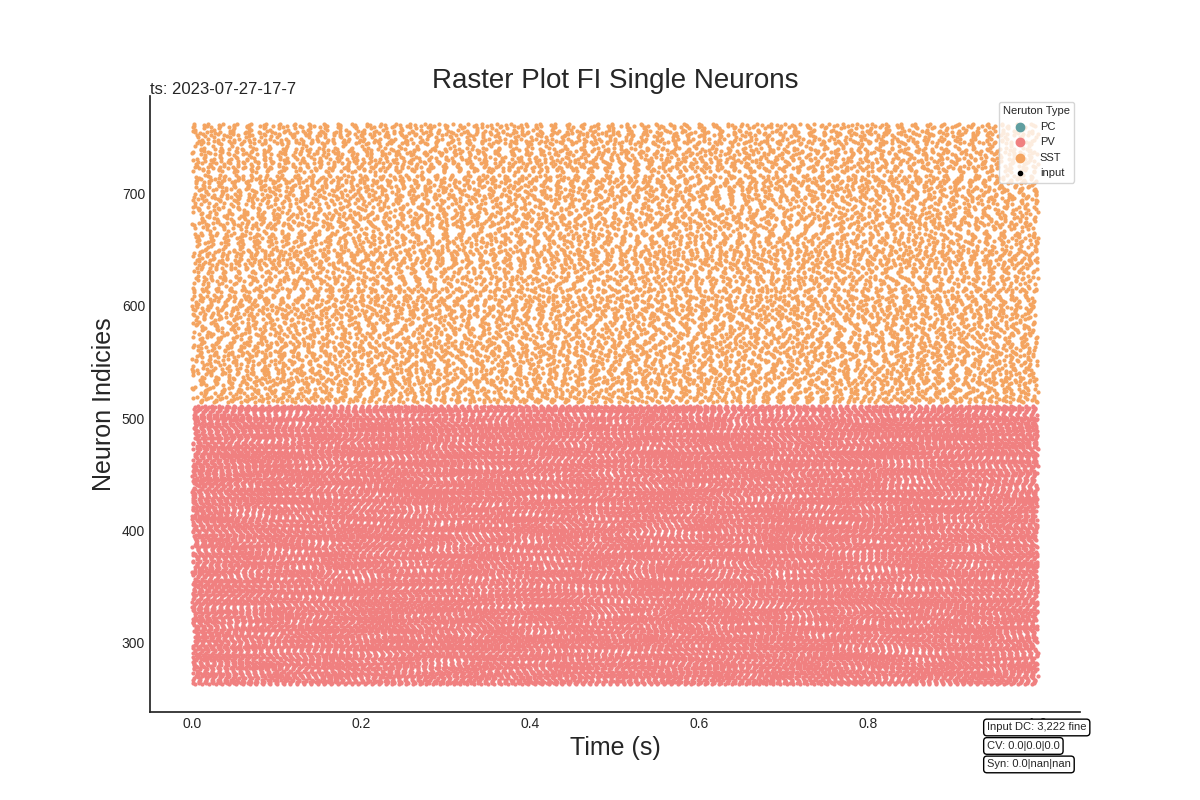 Raster Plot FI Single Neurons
ts: 2023-07-27-17-7
Neruton Type
PC
PV
SST
input
700
600
500
400
300
Neuron Indicies
0.0 0.2 0.4 0.6 0.8
Time (s)
Input DC: 3,222 fine
CV: 0.0|0.0|0.0
Syn: 0.0|nan|nan